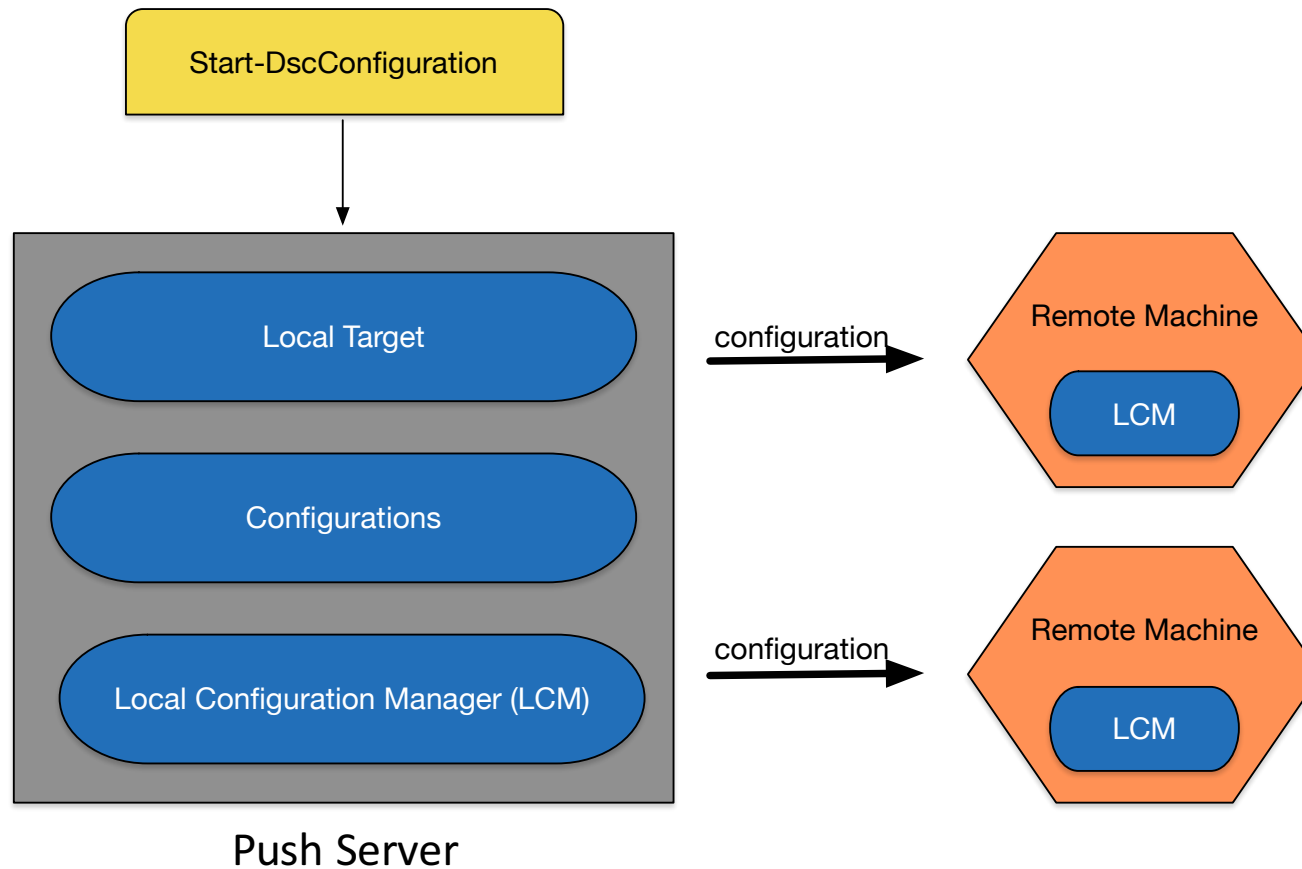 Start-DscConfiguration
Local Target
Configurations
Local Configuration Manager (LCM)
Push Server
configuration
Remote Machine
LCM
configuration
Remote Machine
LCM